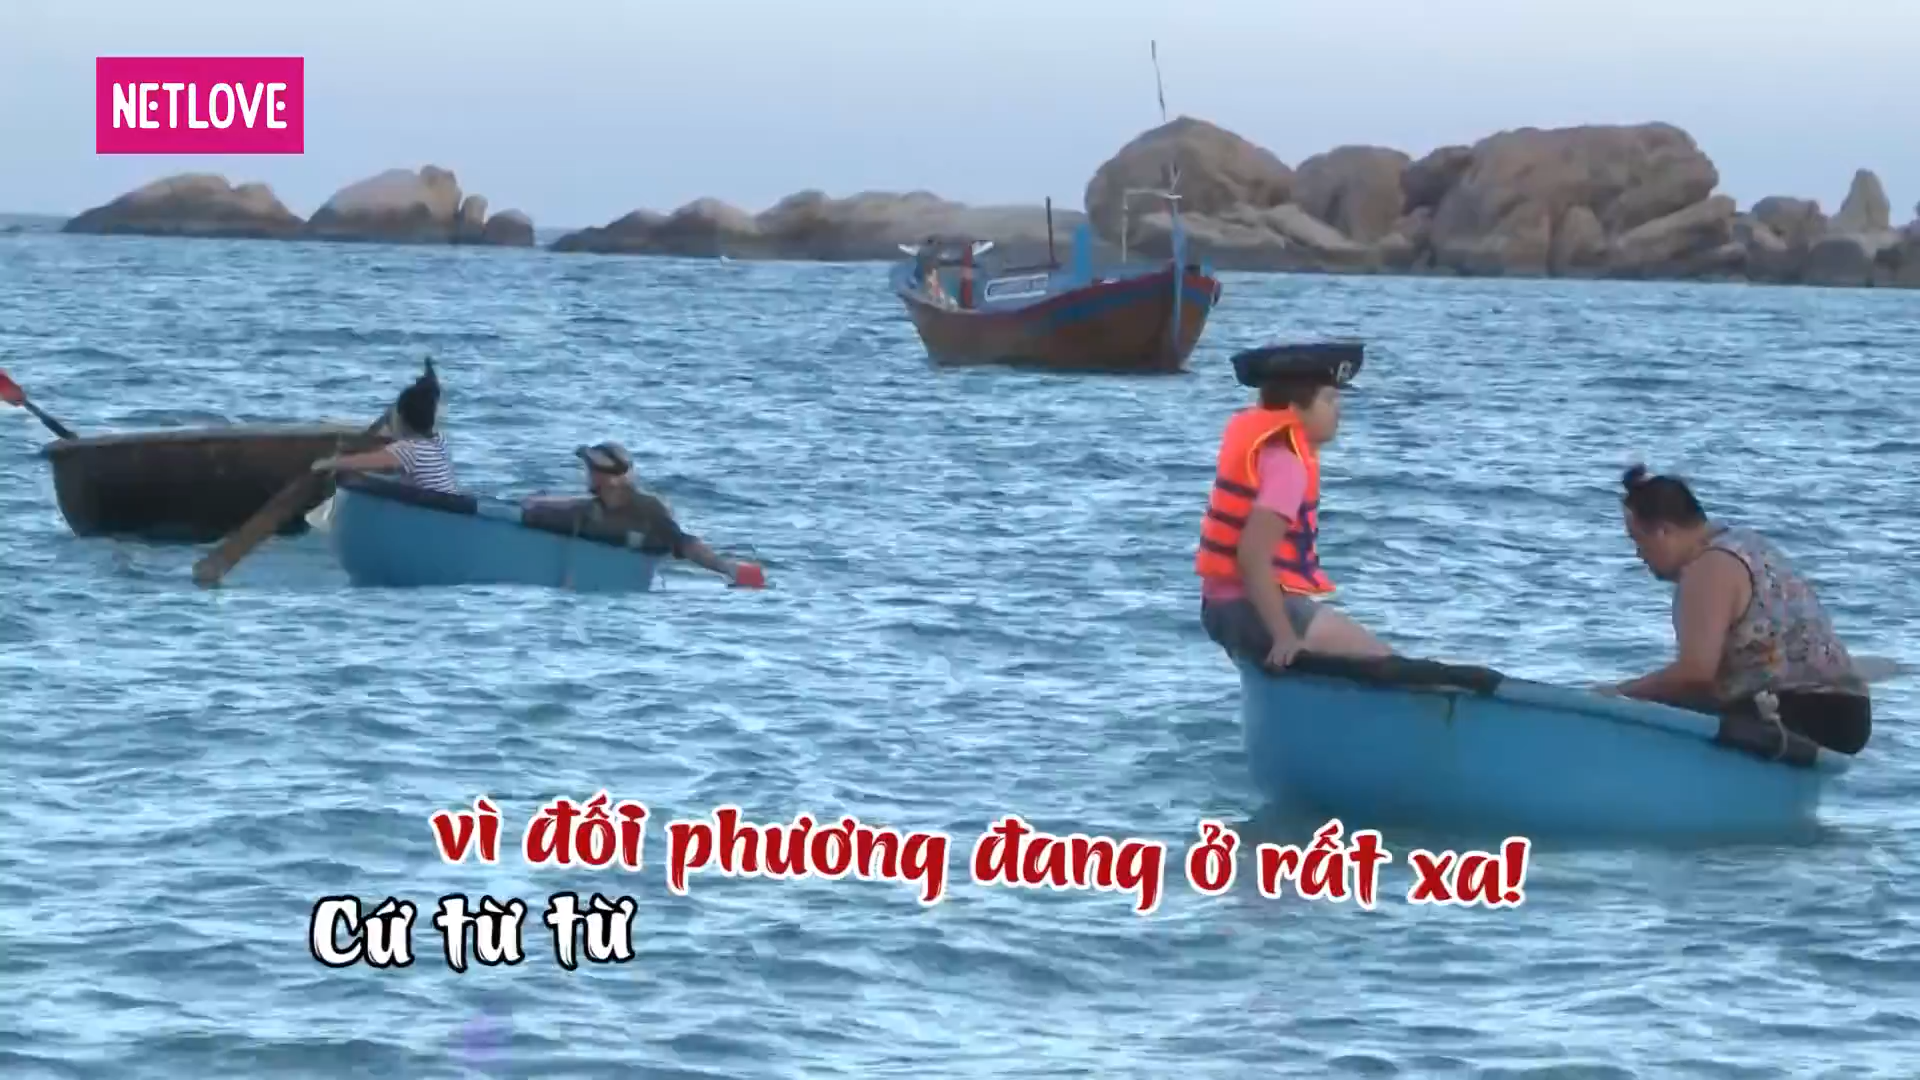 NETLOVE
vì đối phương đang ở rất xa!
Cứ từ từ